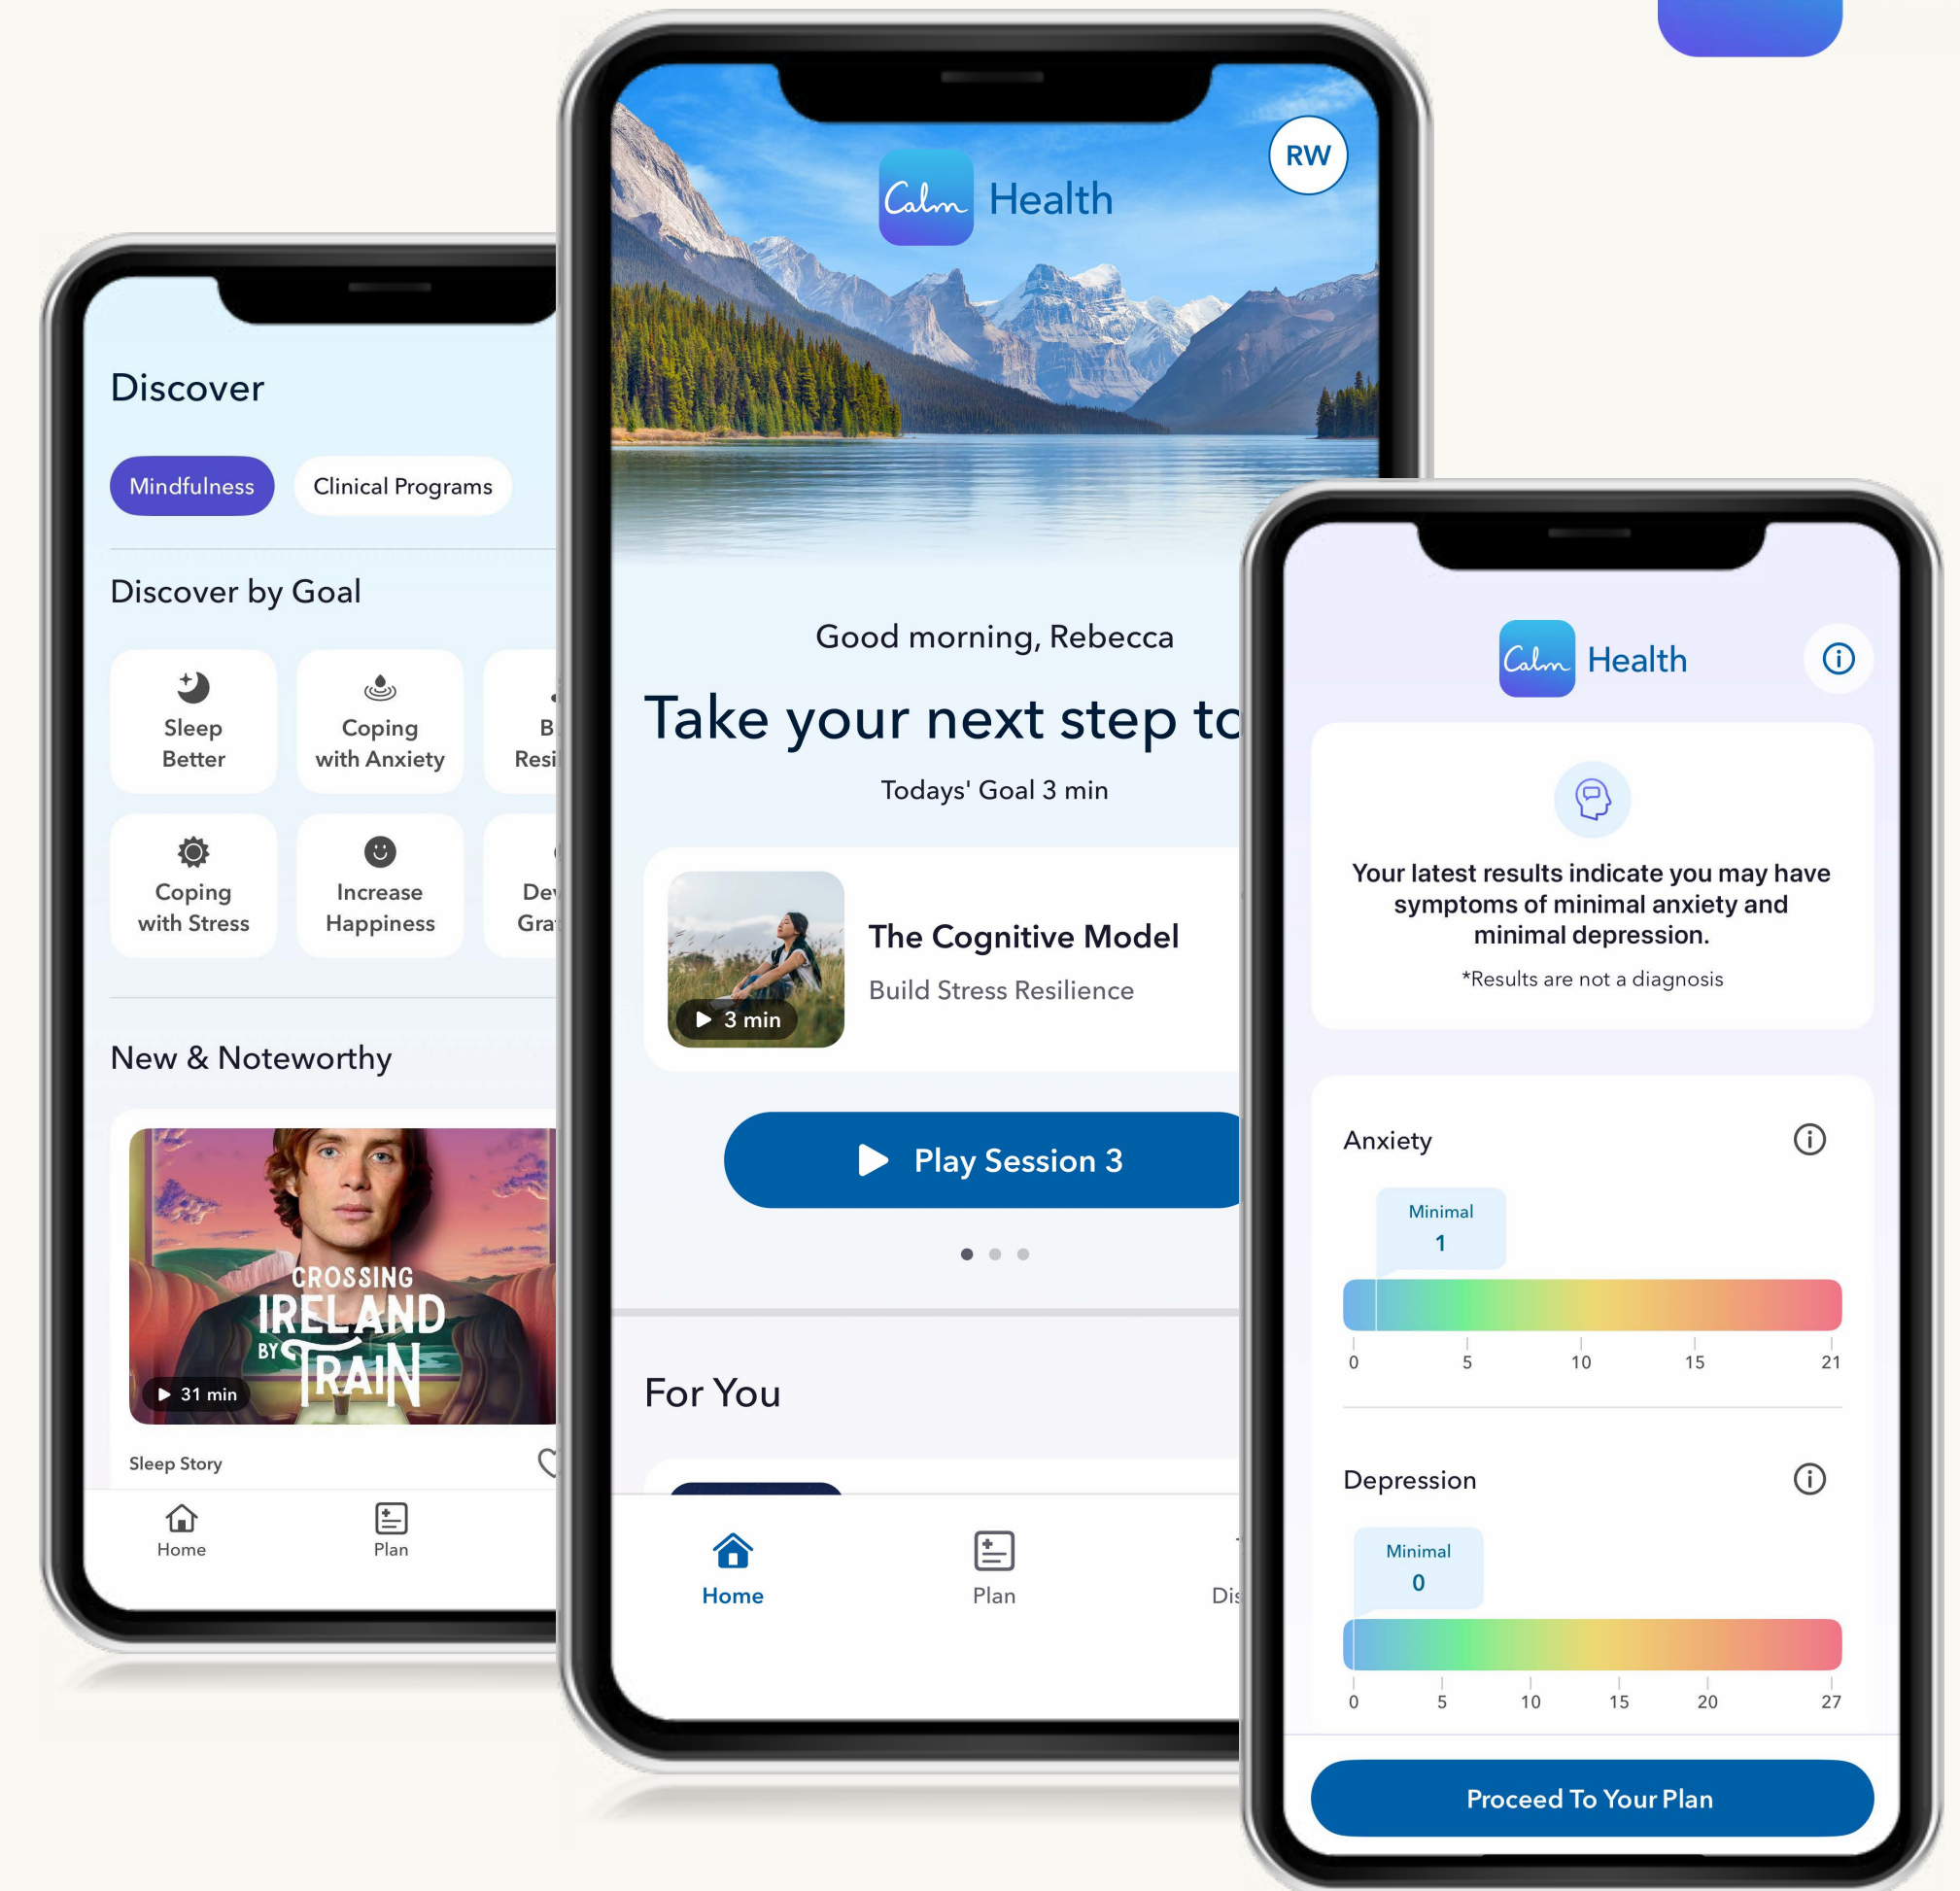 Discover
Mindfulness
Clinical Programs
Discover by Goal
Sleep
Better
Coping
with Anxiety
B
Resi
Coping
with Stress
Increase
Happiness
Dev
Gra
New & Noteworthy
CROSSING
IRELAND
BY TRAIN
31 min
Sleep Story
Home
Plan
RW
Calm Health
Good morning, Rebecca
Take your next step to
Todays' Goal 3 min
The Cognitive Model
Build Stress Resilience
3 min
Play Session 3
For You
Home
Plan
Dis
Calm Health
Your latest results indicate you may have
symptoms of minimal anxiety and
minimal depression.
*Results are not a diagnosis
Anxiety
Minimal
1
0 5 10 15 21
Depression
Minimal
0
0 5 10 15 20 27
Proceed To Your Plan